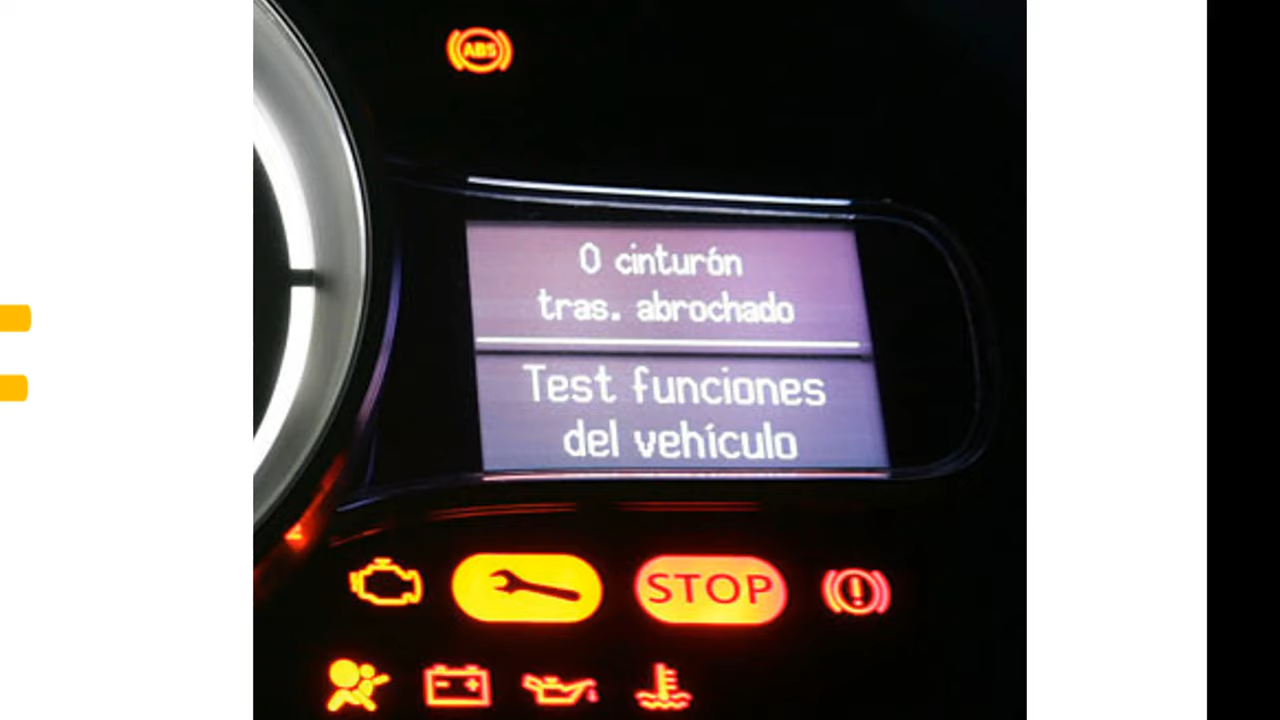 ABS
0 cinturón
tras. abrochado
Test funciones
del vehículo
STOP